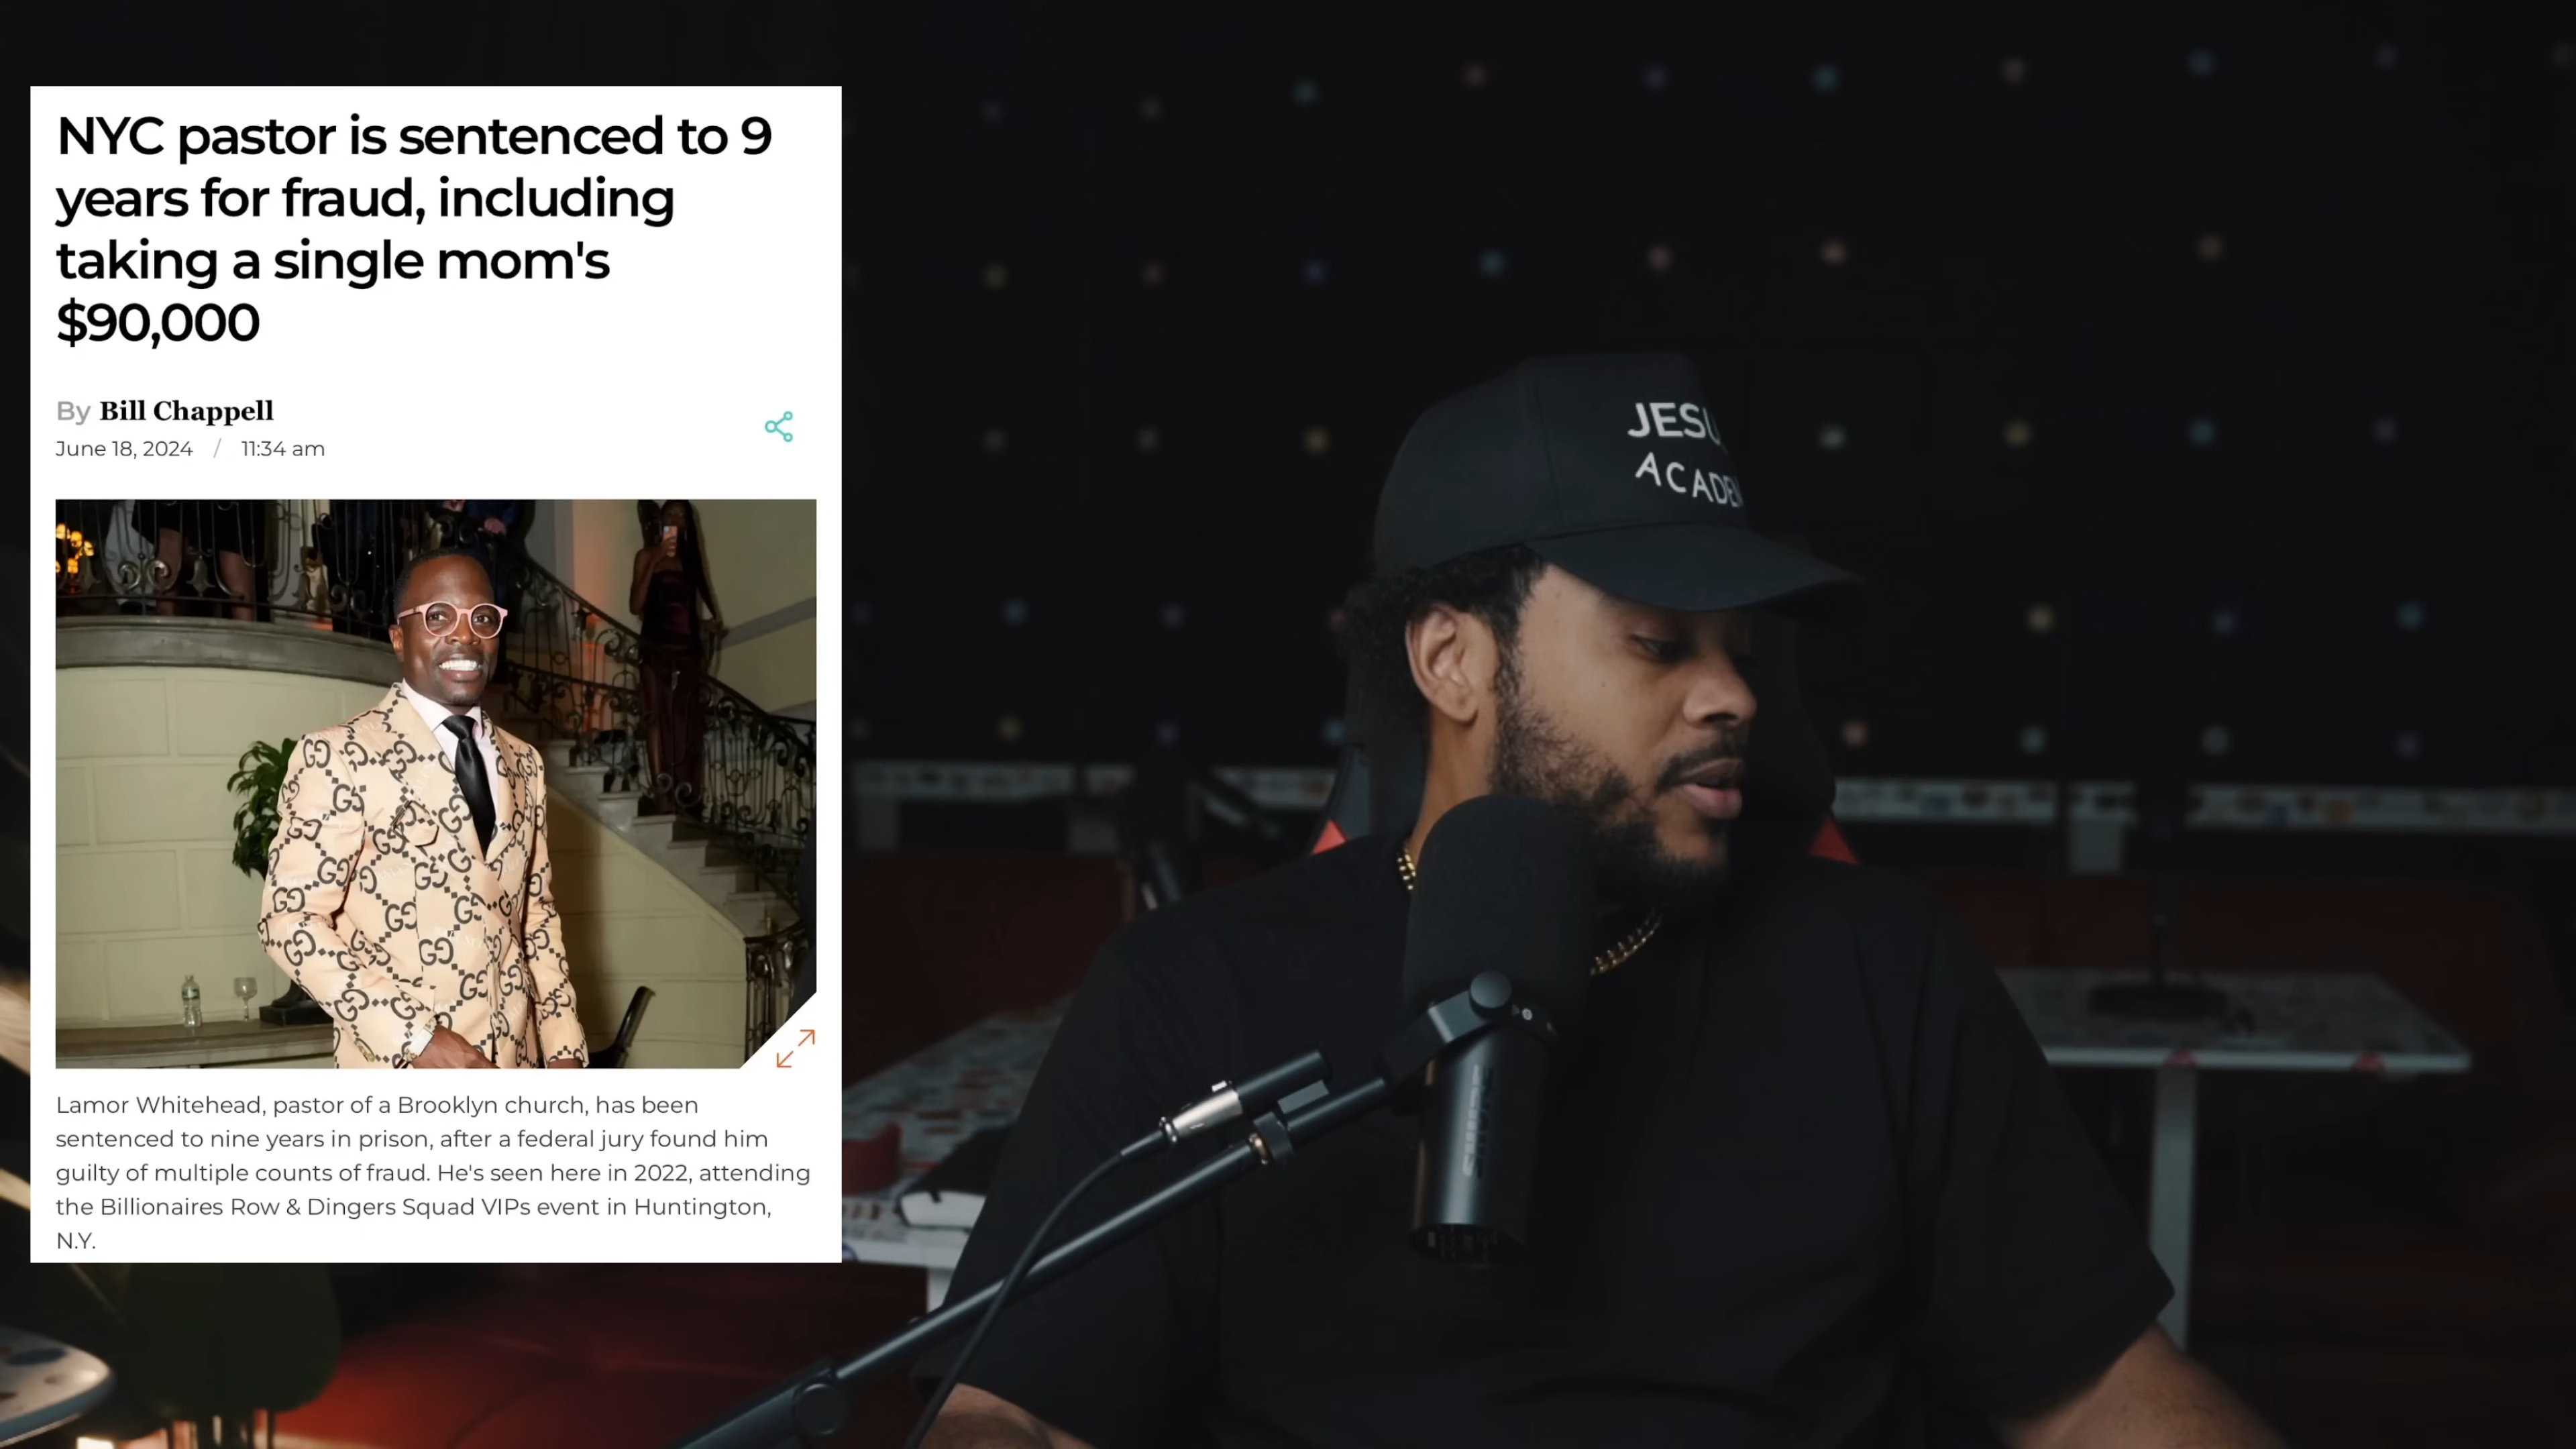 NYC pastor is sentenced to 9
years for fraud, including
taking a single mom's
$90,000
By Bill Chappell
June 18, 2024 / 11:34 am
Lamor Whitehead, pastor of a Brooklyn church, has been
sentenced to nine years in prison, after a federal jury found him
guilty of multiple counts of fraud. He's seen here in 2022, attending
the Billionaires Row & Dingers Squad VIPs event in Huntington,
N.Y.
JESU
ACADE
SHURE